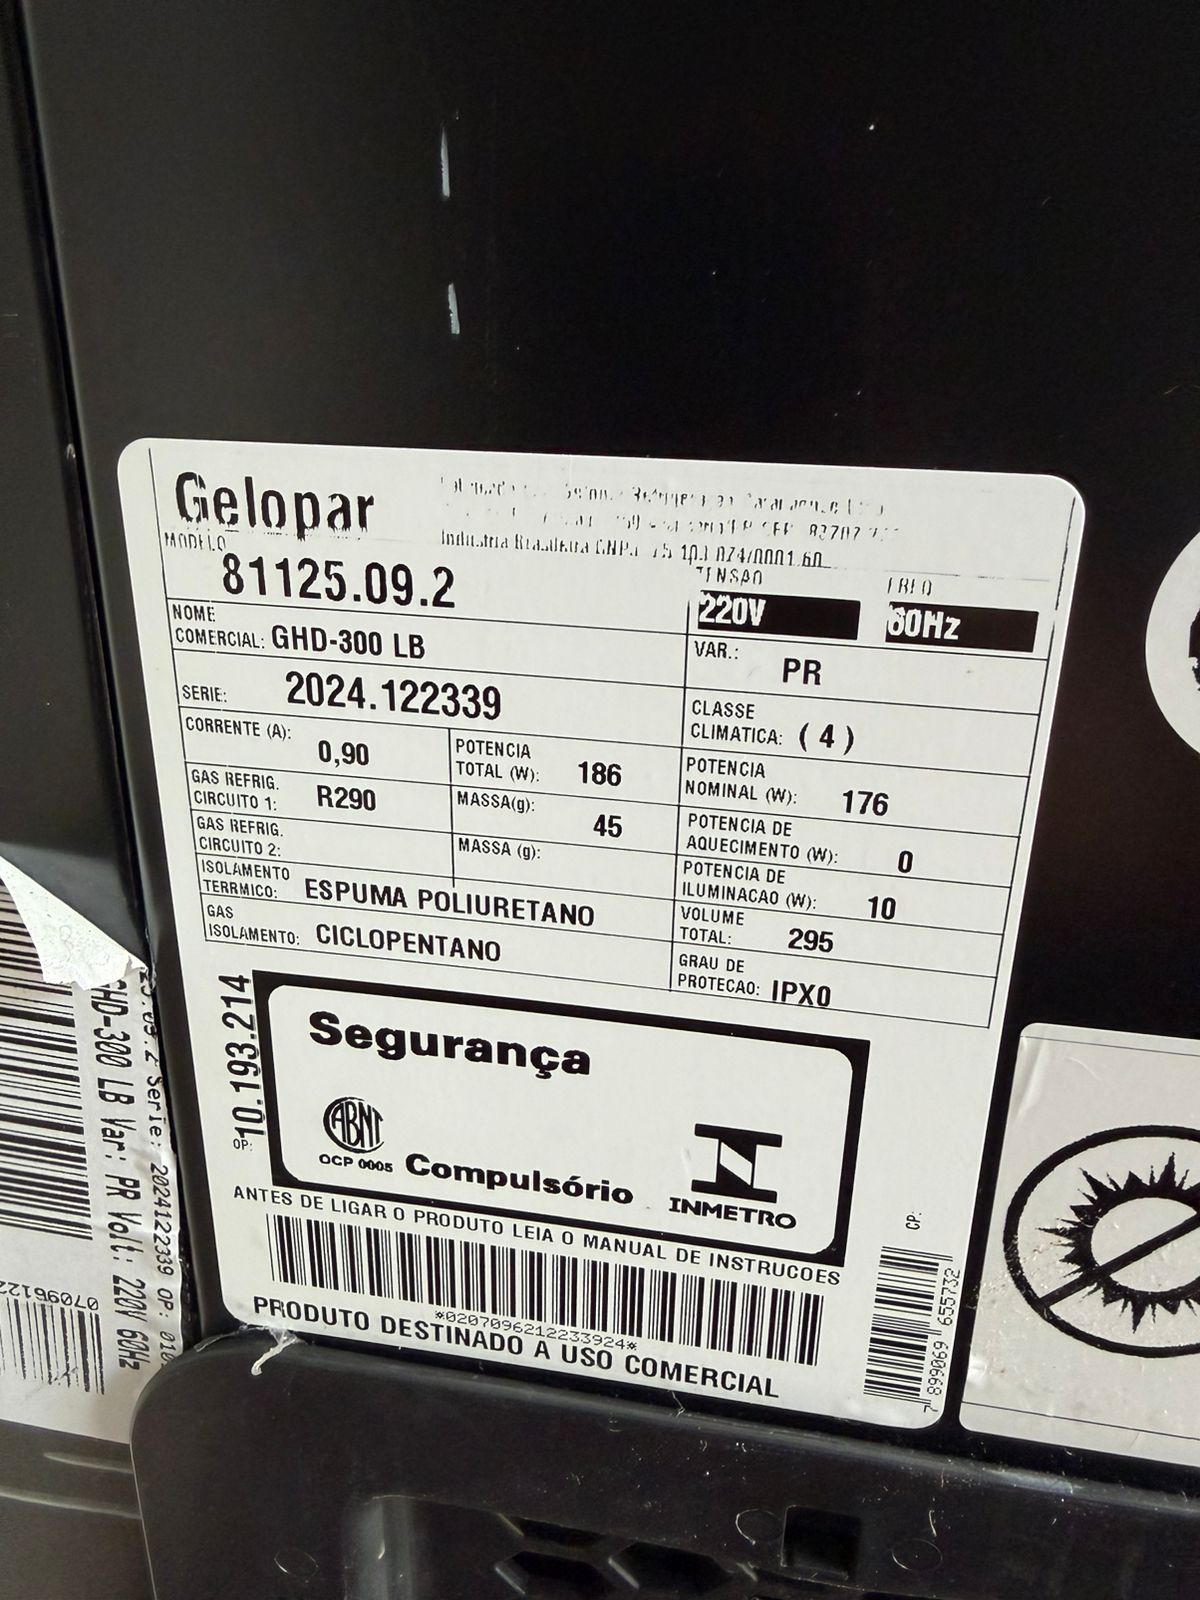 Gelopar
Industria Brasileira
MODELO
81125.09.2
TENSAO
220V
FREQ
60Hz
NOME
COMERCIAL: GHD-300 LB
VAR.: PR
SERIE: 2024.122339
CLASSE
CLIMATICA: ( 4 )
CORRENTE (A): 0,90
POTENCIA
TOTAL (W): 186
POTENCIA
NOMINAL (W): 176
GAS REFRIG.
CIRCUITO 1: R290
MASSA(g): 45
POTENCIA DE
AQUECIMENTO (W): 0
GAS REFRIG.
CIRCUITO 2:
MASSA (g):
POTENCIA DE
ILUMINACAO (W): 10
ISOLAMENTO
TERRMICO: ESPUMA POLIURETANO
VOLUME
TOTAL: 295
GAS
ISOLAMENTO: CICLOPENTANO
GRAU DE
PROTECAO: IPX0
OP: 10.193.214
Segurança
ABNT
OCP 0005
Compulsório
INMETRO
ANTES DE LIGAR O PRODUTO LEIA O MANUAL DE INSTRUCOES
*0207096212233924*
PRODUTO DESTINADO A USO COMERCIAL
CP:
7 899069 655732
Serie: 2024122339 OP:
GHD-300 LB Var: PR Volt: 220V 60Hz